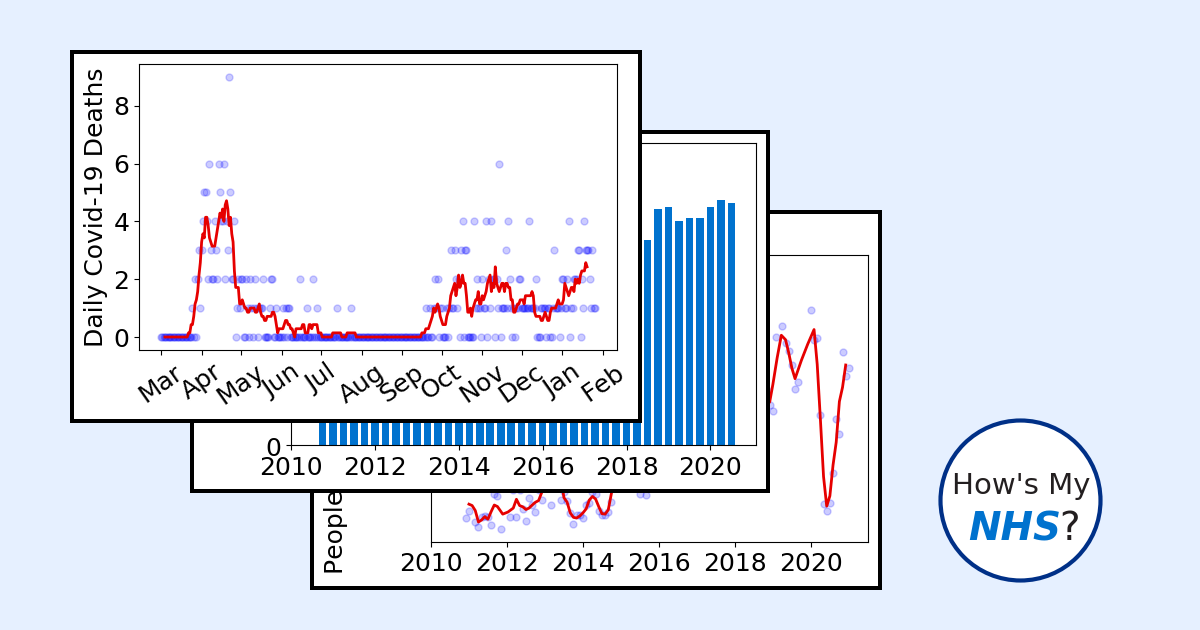 Daily Covid-19 Deaths
8
6
4
2
0
Mar Apr May Jun Jul Aug Sep Oct Nov Dec Jan Feb
0
2010 2012 2014 2016 2018 2020
People
2010 2012 2014 2016 2018 2020
How's My
NHS?